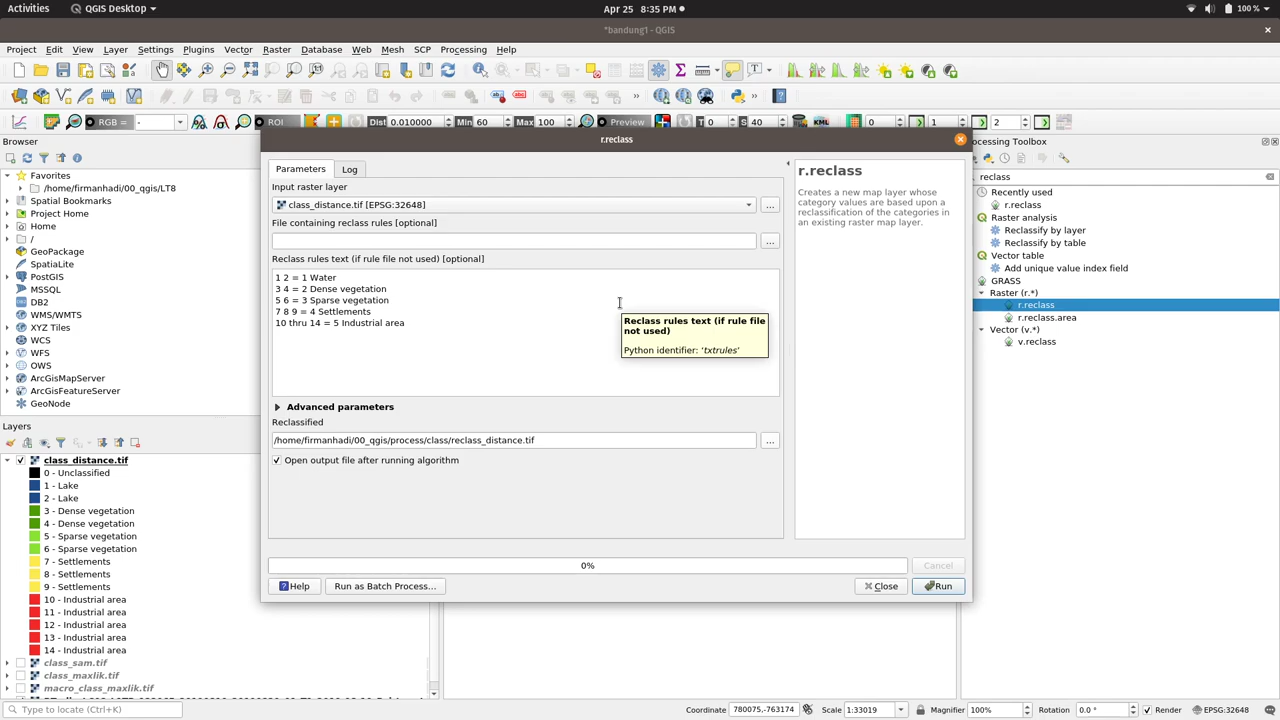 Activities
QGIS Desktop
Apr 25 8:35 PM
100 %
*bandung1 - QGIS
Project Edit View Layer Settings Plugins Vector Raster Database Web Mesh SCP Processing Help
RGB = - ROI Dist 0.010000 Min 60 Max 100 Preview T 0 S 40 KML 0 1 2
Browser
Favorites
/home/firmanhadi/00_qgis/LT8
Spatial Bookmarks
Project Home
Home
/
GeoPackage
SpatiaLite
PostGIS
MSSQL
DB2
WMS/WMTS
XYZ Tiles
WCS
WFS
OWS
ArcGisMapServer
ArcGisFeatureServer
GeoNode
Layers
class_distance.tif
0 - Unclassified
1 - Lake
2 - Lake
3 - Dense vegetation
4 - Dense vegetation
5 - Sparse vegetation
6 - Sparse vegetation
7 - Settlements
8 - Settlements
9 - Settlements
10 - Industrial area
11 - Industrial area
12 - Industrial area
13 - Industrial area
14 - Industrial area
class_sam.tif
class_maxlik.tif
macro_class_maxlik.tif
r.reclass
Parameters
Log
Input raster layer
class_distance.tif [EPSG:32648]
...
File containing reclass rules [optional]
...
Reclass rules text (if rule file not used) [optional]
1 2 = 1 Water
3 4 = 2 Dense vegetation
5 6 = 3 Sparse vegetation
7 8 9 = 4 Settlements
10 thru 14 = 5 Industrial area
Reclass rules text (if rule file
not used)
Python identifier: 'txtrules'
Advanced parameters
Reclassified
/home/firmanhadi/00_qgis/process/class/reclass_distance.tif
...
Open output file after running algorithm
r.reclass
Creates a new map layer whose
category values are based upon a
reclassification of the categories in
an existing raster map layer.
0%
Cancel
Help
Run as Batch Process...
Close
Run
ocessing Toolbox
reclass
Recently used
r.reclass
Raster analysis
Reclassify by layer
Reclassify by table
Vector table
Add unique value index field
GRASS
Raster (r.*)
r.reclass
r.reclass.area
Vector (v.*)
v.reclass
Type to locate (Ctrl+K)
Coordinate 780075,-763174
Scale 1:33019
Magnifier 100%
Rotation 0.0 °
Render
EPSG:32648